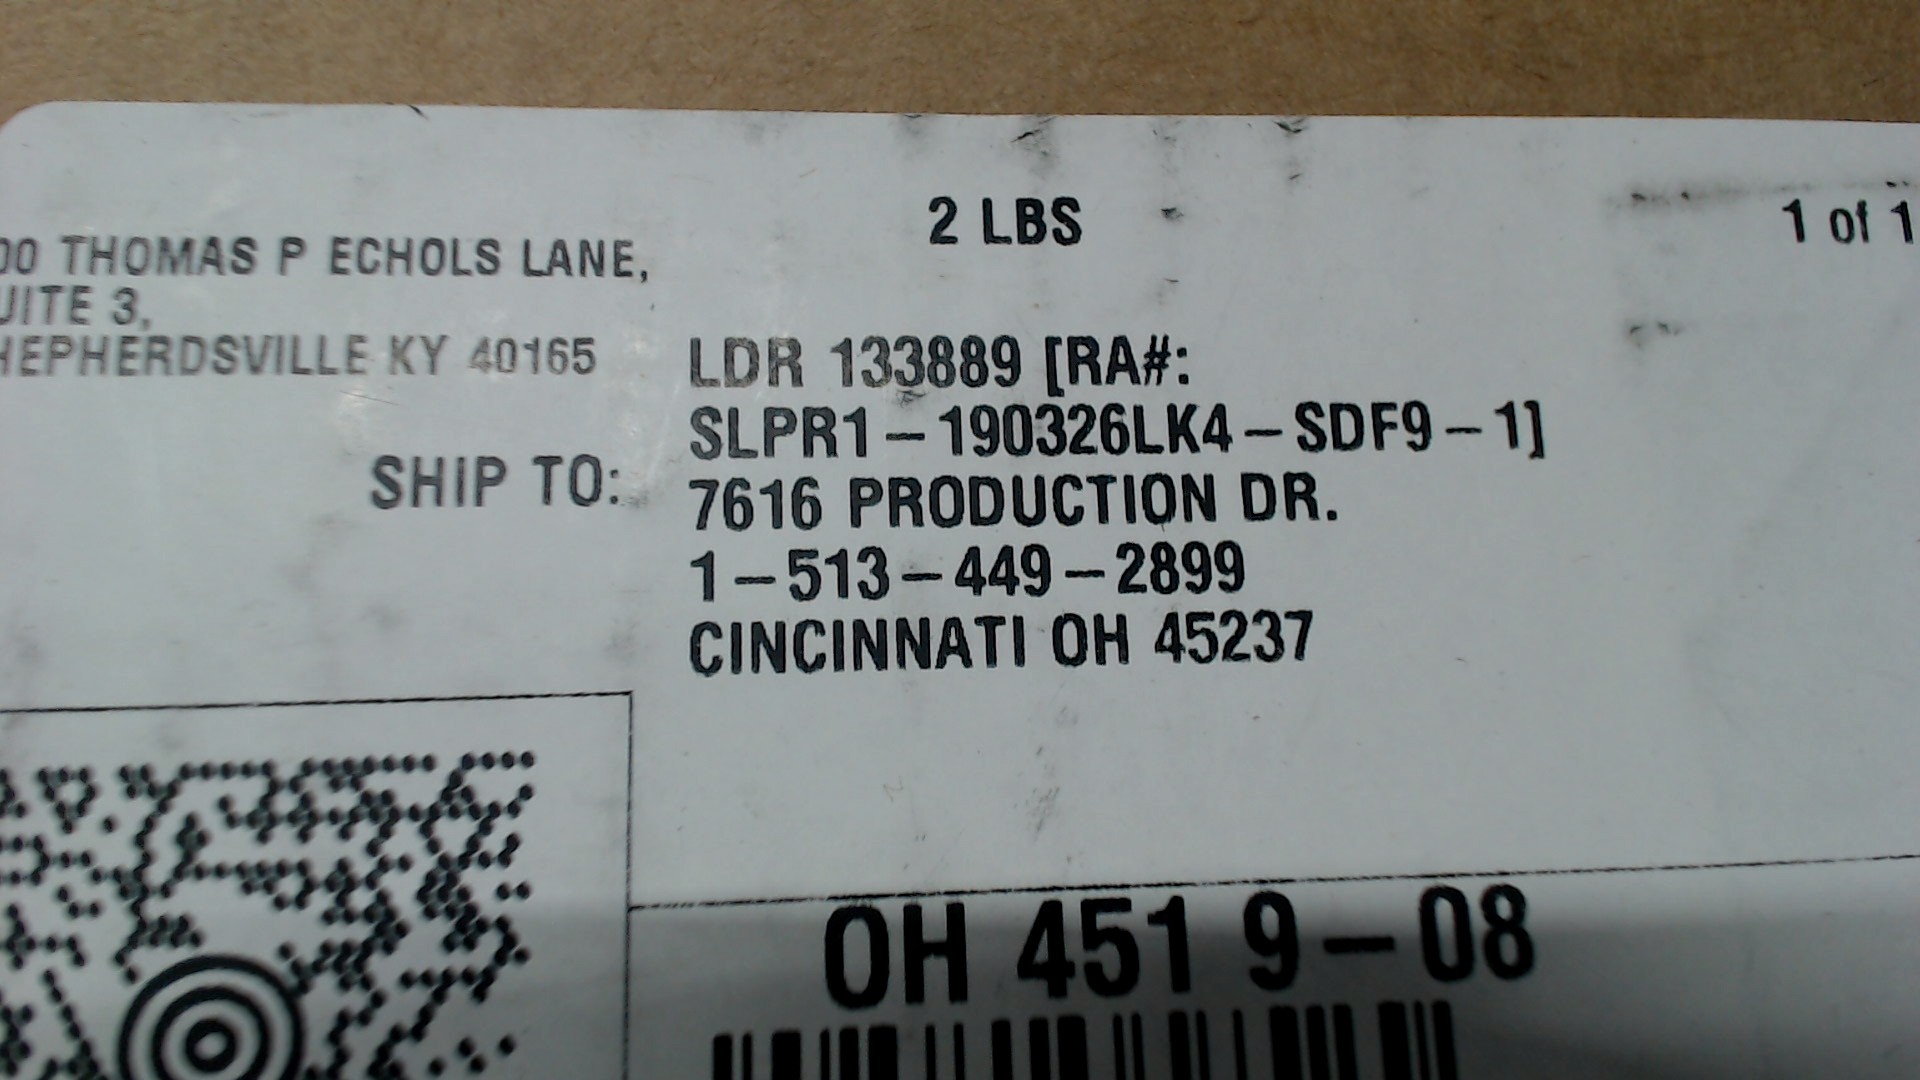 2 LBS
1 of 1
00 THOMAS P ECHOLS LANE,
UITE 3,
HEPHERDSVILLE KY 40165
SHIP TO:
LDR 133889 [RA#:
SLPR1-190326LK4-SDF9-1]
7616 PRODUCTION DR.
1-513-449-2899
CINCINNATI OH 45237
OH 451 9-08